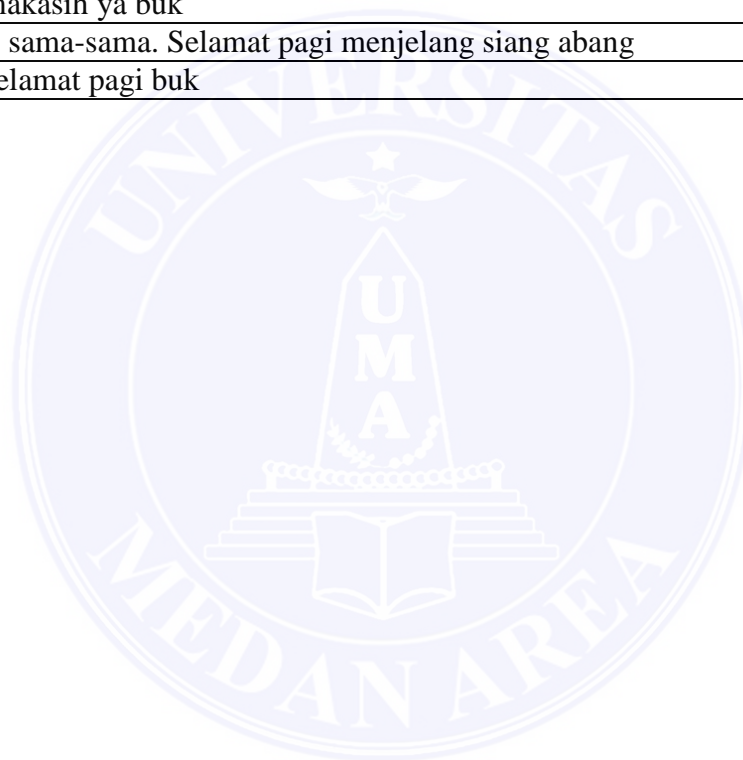 makasih ya buk
sama-sama. Selamat pagi menjelang siang abang
elamat pagi buk
UNIVERSITAS
U
M
A
MEDAN AREA